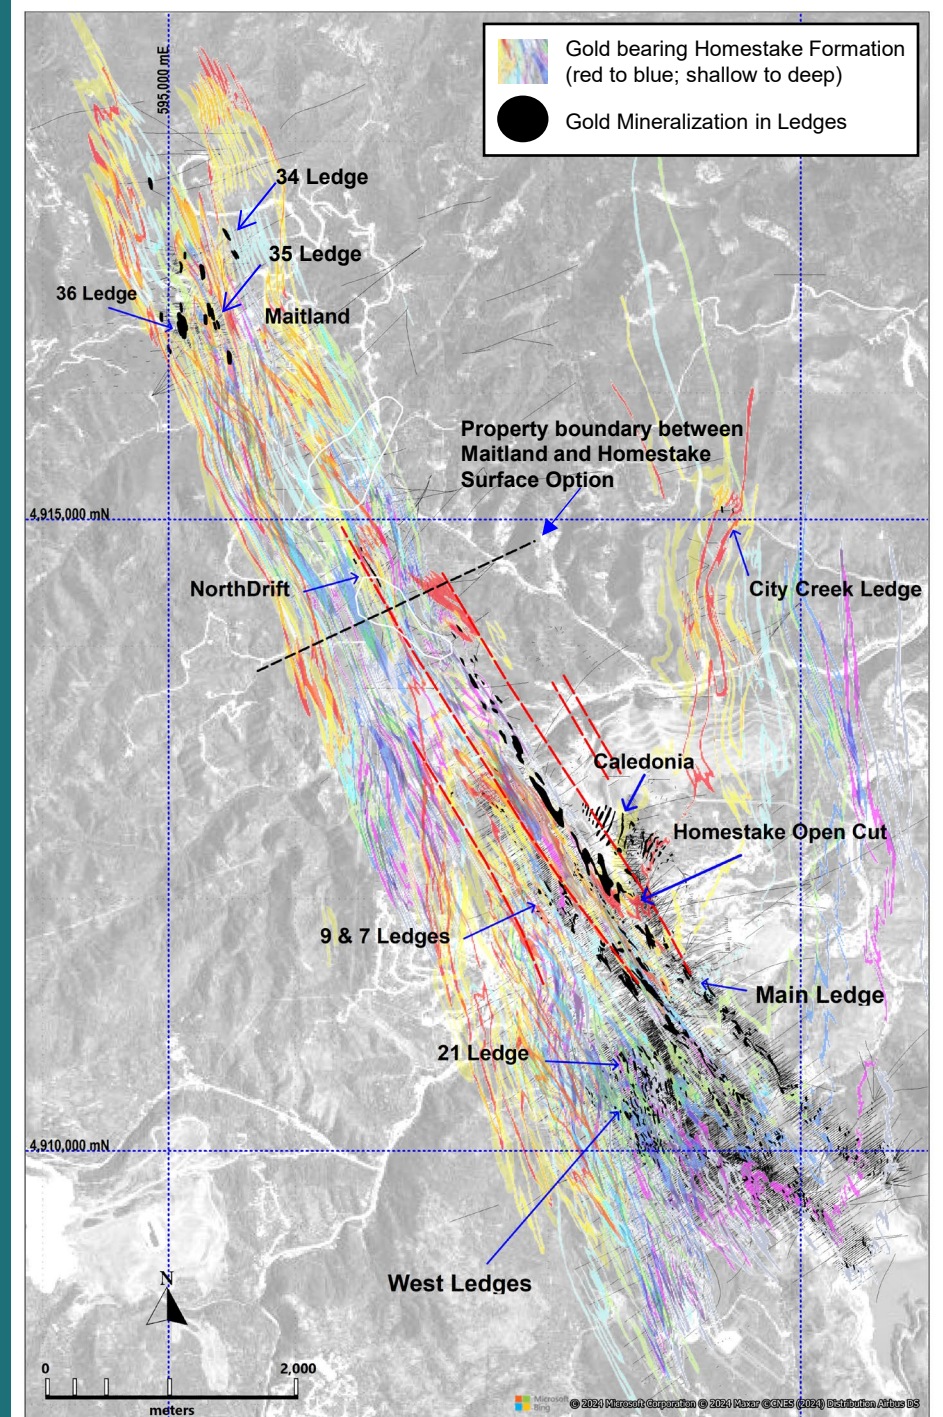 Gold bearing Homestake Formation
(red to blue; shallow to deep)
Gold Mineralization in Ledges
595,000 mE
34 Ledge
35 Ledge
36 Ledge
Maitland
Property boundary between
Maitland and Homestake
Surface Option
4,915,000 mN
NorthDrift
City Creek Ledge
Caledonia
Homestake Open Cut
9 & 7 Ledges
Main Ledge
21 Ledge
4,910,000 mN
West Ledges
N
0
2,000
meters
Microsoft
Bing
© 2024 Microsoft Corporation © 2024 Maxar ©CNES (2024) Distribution Airbus DS